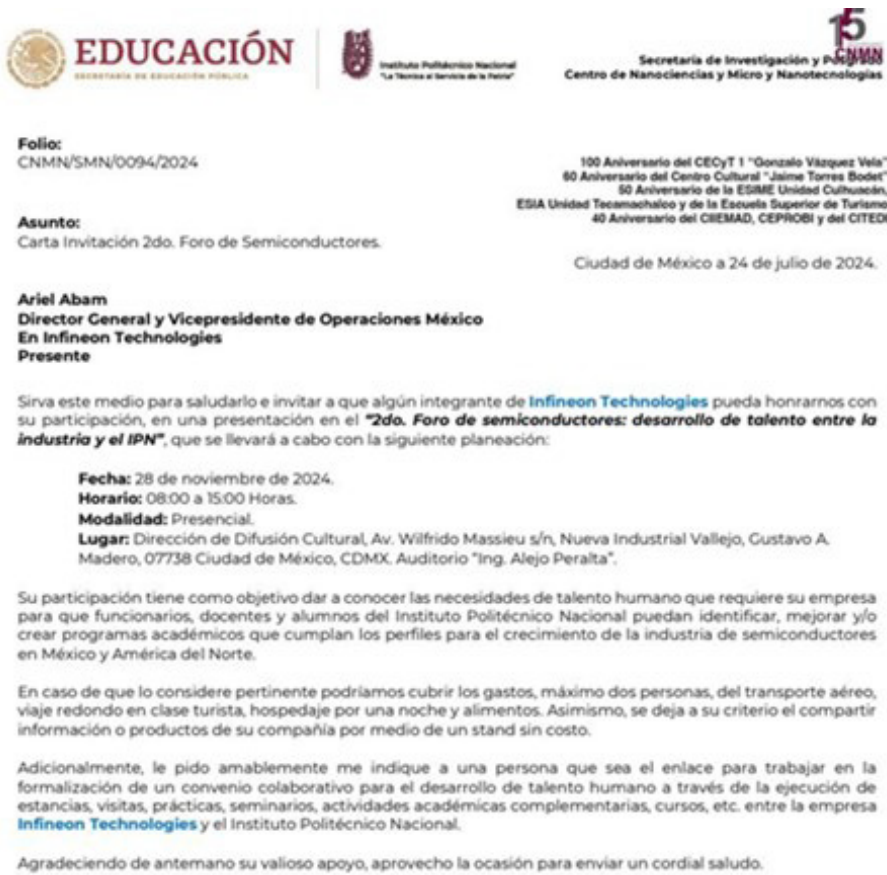 EDUCACIÓN
SECRETARÍA DE EDUCACIÓN PÚBLICA
Instituto Politécnico Nacional
"La Técnica al Servicio de la Patria"
15
CNMN
Secretaría de Investigación y Posgrado
Centro de Nanociencias y Micro y Nanotecnologías
Folio:
CNMN/SMN/0094/2024
100 Aniversario del CECyT 1 "Gonzalo Vázquez Vela"
60 Aniversario del Centro Cultural "Jaime Torres Bodet"
50 Aniversario de la ESIME Unidad Culhuacán,
ESIA Unidad Tecamachalco y de la Escuela Superior de Turismo
40 Aniversario del CIIEMAD, CEPROBI y del CITEDI
Asunto:
Carta Invitación 2do. Foro de Semiconductores.
Ciudad de México a 24 de julio de 2024.
Ariel Abam
Director General y Vicepresidente de Operaciones México
En Infineon Technologies
Presente
Sirva este medio para saludarlo e invitar a que algún integrante de Infineon Technologies pueda honrarnos con
su participación, en una presentación en el "2do. Foro de semiconductores: desarrollo de talento entre la
industria y el IPN", que se llevará a cabo con la siguiente planeación:
Fecha: 28 de noviembre de 2024.
Horario: 08:00 a 15:00 Horas.
Modalidad: Presencial.
Lugar: Dirección de Difusión Cultural, Av. Wilfrido Massieu s/n, Nueva Industrial Vallejo, Gustavo A.
Madero, 07738 Ciudad de México, CDMX. Auditorio "Ing. Alejo Peralta".
Su participación tiene como objetivo dar a conocer las necesidades de talento humano que requiere su empresa
para que funcionarios, docentes y alumnos del Instituto Politécnico Nacional puedan identificar, mejorar y/o
crear programas académicos que cumplan los perfiles para el crecimiento de la industria de semiconductores
en México y América del Norte.
En caso de que lo considere pertinente podríamos cubrir los gastos, máximo dos personas, del transporte aéreo,
viaje redondo en clase turista, hospedaje por una noche y alimentos. Asimismo, se deja a su criterio el compartir
información o productos de su compañía por medio de un stand sin costo.
Adicionalmente, le pido amablemente me indique a una persona que sea el enlace para trabajar en la
formalización de un convenio colaborativo para el desarrollo de talento humano a través de la ejecución de
estancias, visitas, prácticas, seminarios, actividades académicas complementarias, cursos, etc. entre la empresa
Infineon Technologies y el Instituto Politécnico Nacional.
Agradeciendo de antemano su valioso apoyo, aprovecho la ocasión para enviar un cordial saludo.